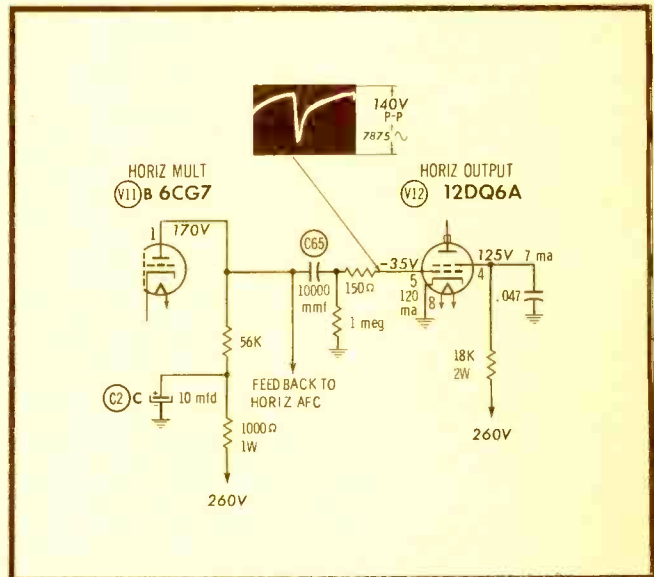 140V
P-P
7875 ∿
HORIZ MULT
V11 B 6CG7
HORIZ OUTPUT
V12 12DQ6A
1
170V
C65
-35V
125V
7 ma
10000
mmf
150Ω
5
4
120
ma
8
.047
1 meg
56K
18K
2W
FEEDBACK TO
HORIZ AFC
C2 C
+
10 mfd
1000Ω
1W
260V
260V